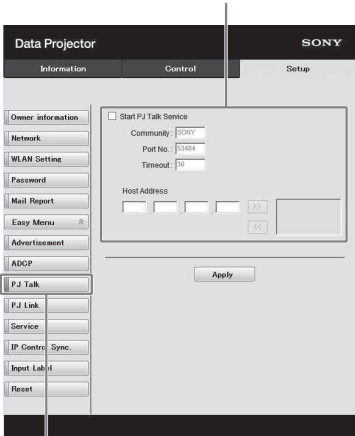 Data Projector
SONY
Information
Control
Setup
Owner information
Network
WLAN Setting
Password
Mail Report
Easy Menu
Advertisement
ADCP
PJ Talk
PJ Link
Service
IP Control Sync.
Input Label
Reset
Start PJ Talk Service
Community : SONY
Port No. : 53484
Timeout : 30
Host Address
. . .
>>
<<
Apply